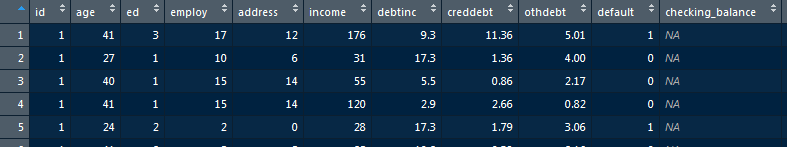 id age ed employ address income debtinc creddebt othdebt default checking_balance
1 1 41 3 17 12 176 9.3 11.36 5.01 1 NA
2 1 27 1 10 6 31 17.3 1.36 4.00 0 NA
3 1 40 1 15 14 55 5.5 0.86 2.17 0 NA
4 1 41 1 15 14 120 2.9 2.66 0.82 0 NA
5 1 24 2 2 0 28 17.3 1.79 3.06 1 NA